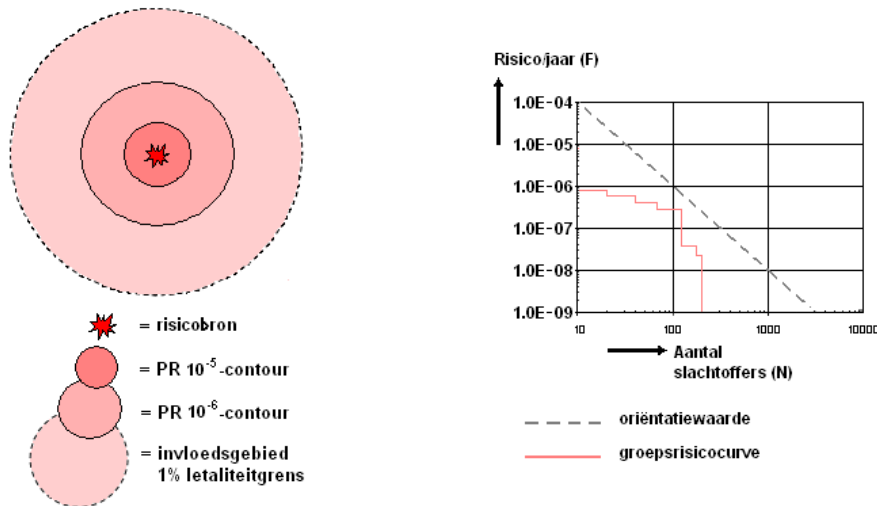 = risicobron
= PR 10-5-contour
= PR 10-6-contour
= invloedsgebied
1% letaliteitgrens
Risico/jaar (F)
1.0E-04
1.0E-05
1.0E-06
1.0E-07
1.0E-08
1.0E-09
10
100
1000
10000
Aantal
slachtoffers (N)
oriëntatiewaarde
groepsrisicocurve